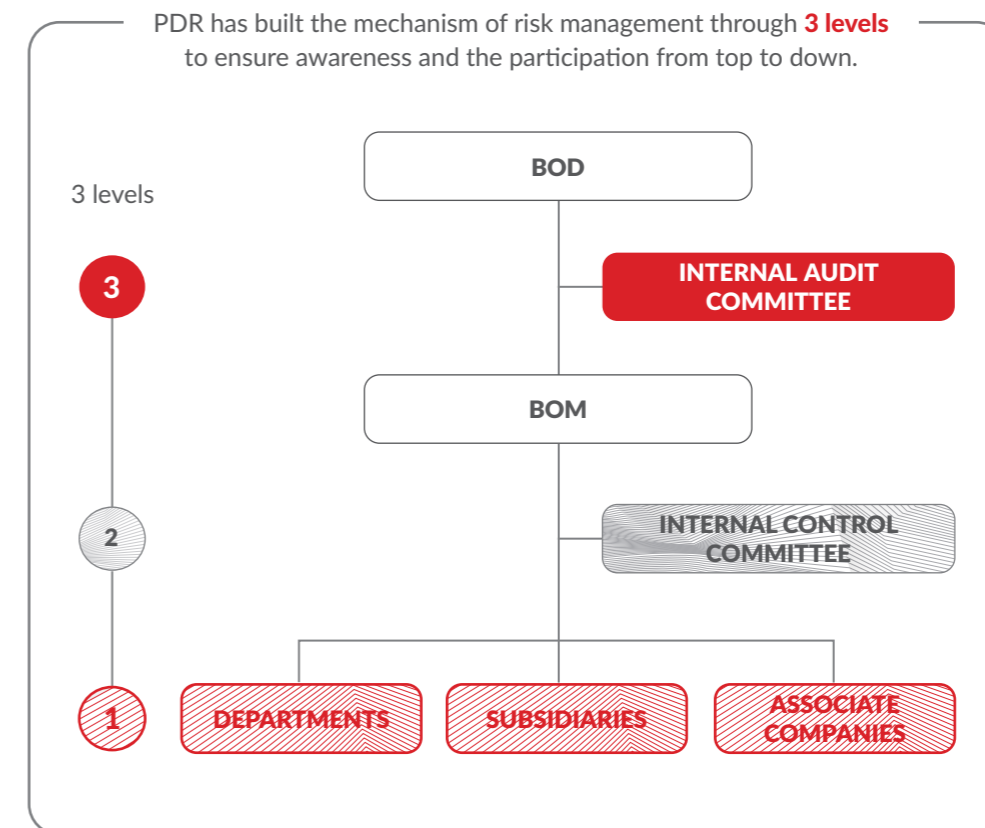 PDR has built the mechanism of risk management through 3 levels
to ensure awareness and the participation from top to down.
BOD
3 levels
3
INTERNAL AUDIT
COMMITTEE
BOM
2
INTERNAL CONTROL
COMMITTEE
1
DEPARTMENTS
SUBSIDIARIES
ASSOCIATE
COMPANIES